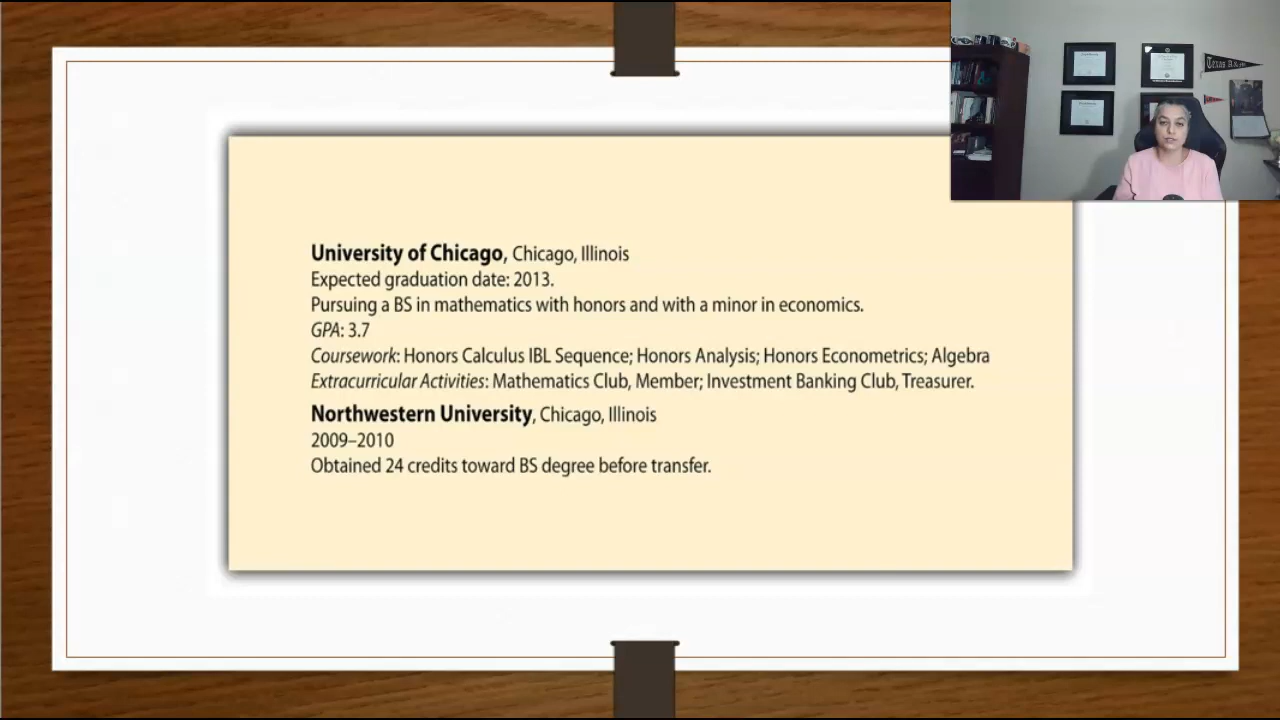 University of Chicago, Chicago, Illinois
Expected graduation date: 2013.
Pursuing a BS in mathematics with honors and with a minor in economics.
GPA: 3.7
Coursework: Honors Calculus IBL Sequence; Honors Analysis; Honors Econometrics; Algebra
Extracurricular Activities: Mathematics Club, Member; Investment Banking Club, Treasurer.
Northwestern University, Chicago, Illinois
2009–2010
Obtained 24 credits toward BS degree before transfer.